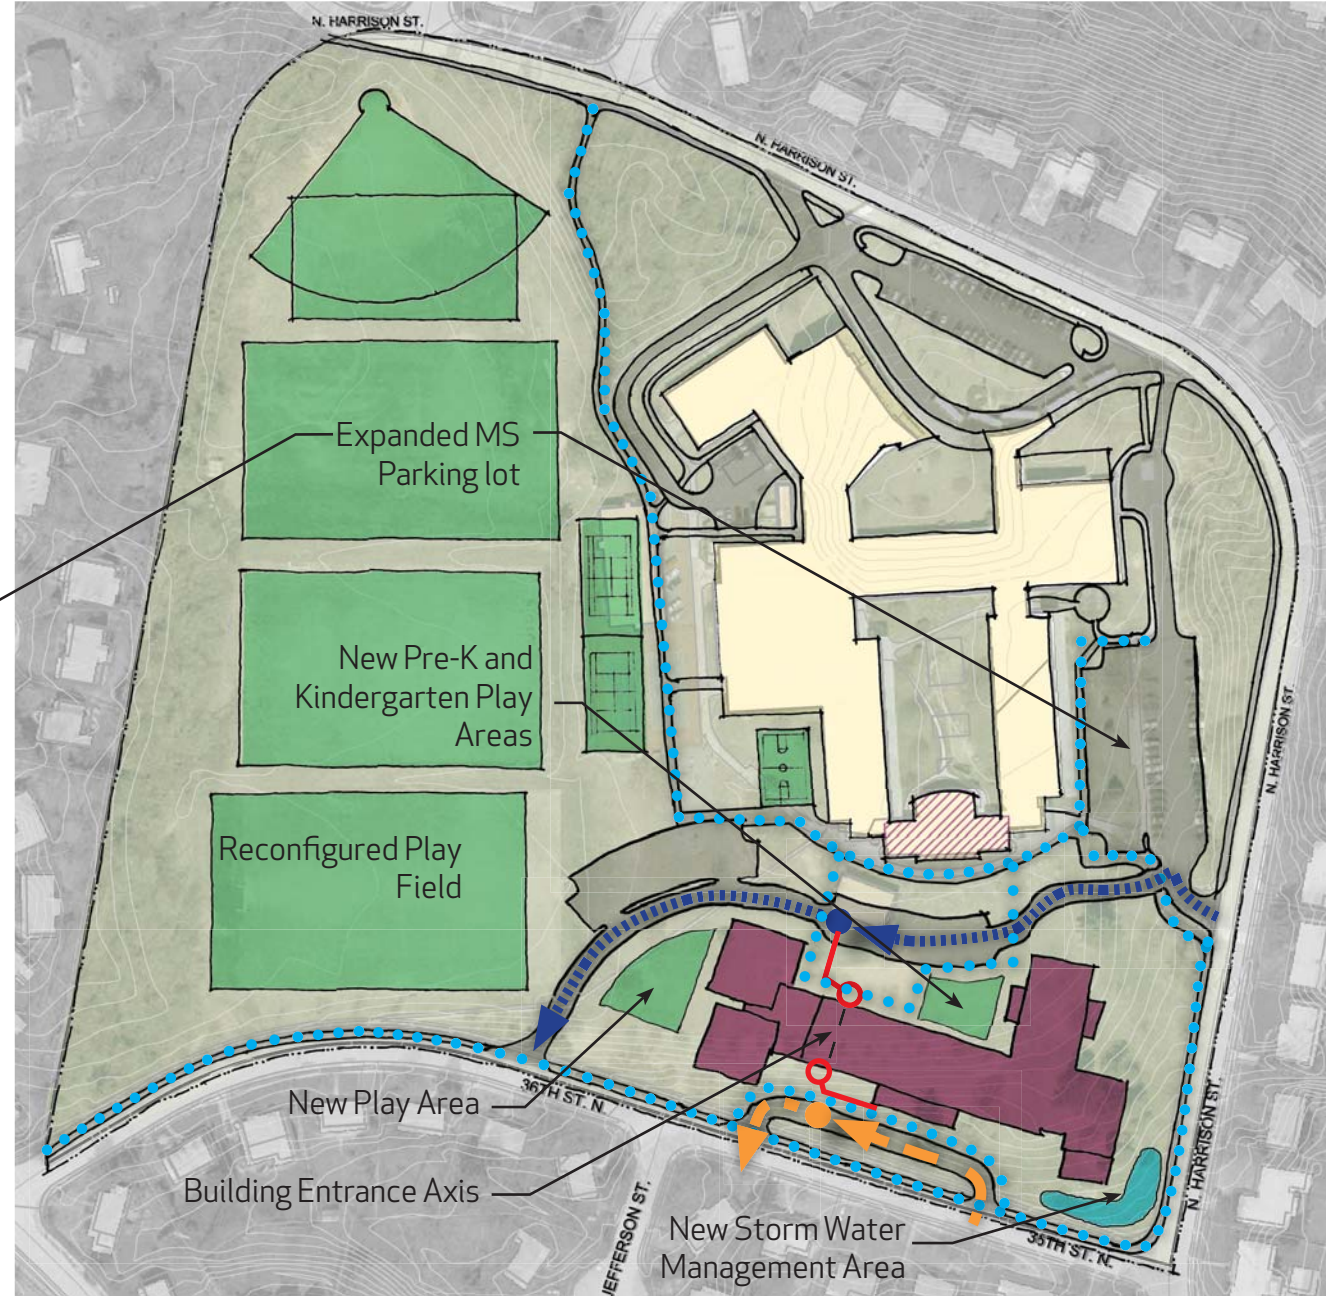 N. HARRISON ST.
N. HARRISON ST.
Expanded MS
Parking lot
New Pre-K and
Kindergarten Play
Areas
N. HARRISON ST.
Reconfigured Play
Field
36TH ST. N.
New Play Area
Building Entrance Axis
N. HARRISON ST.
JEFFERSON ST.
New Storm Water
Management Area
35TH ST. N.